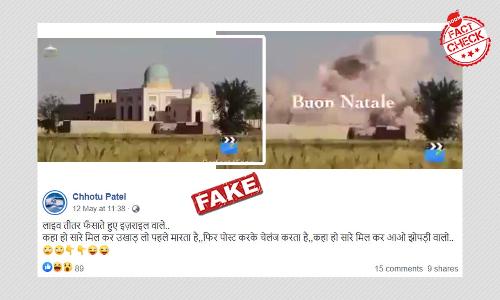 BOOM
FACT
CHECK
Buon Natale
FAKE
Chhotu Patel
12 May at 11:38
लाइव तीतर फँसाते हुए इज़राइल वाले..
कहा हो सारे मिल कर उखाड़ लो पहले मारता है,,फिर पोस्ट करके चेलंज करता है,,कहा हो सारे मिल कर आओ झोपड़ी वालो..
89
15 comments 9 shares